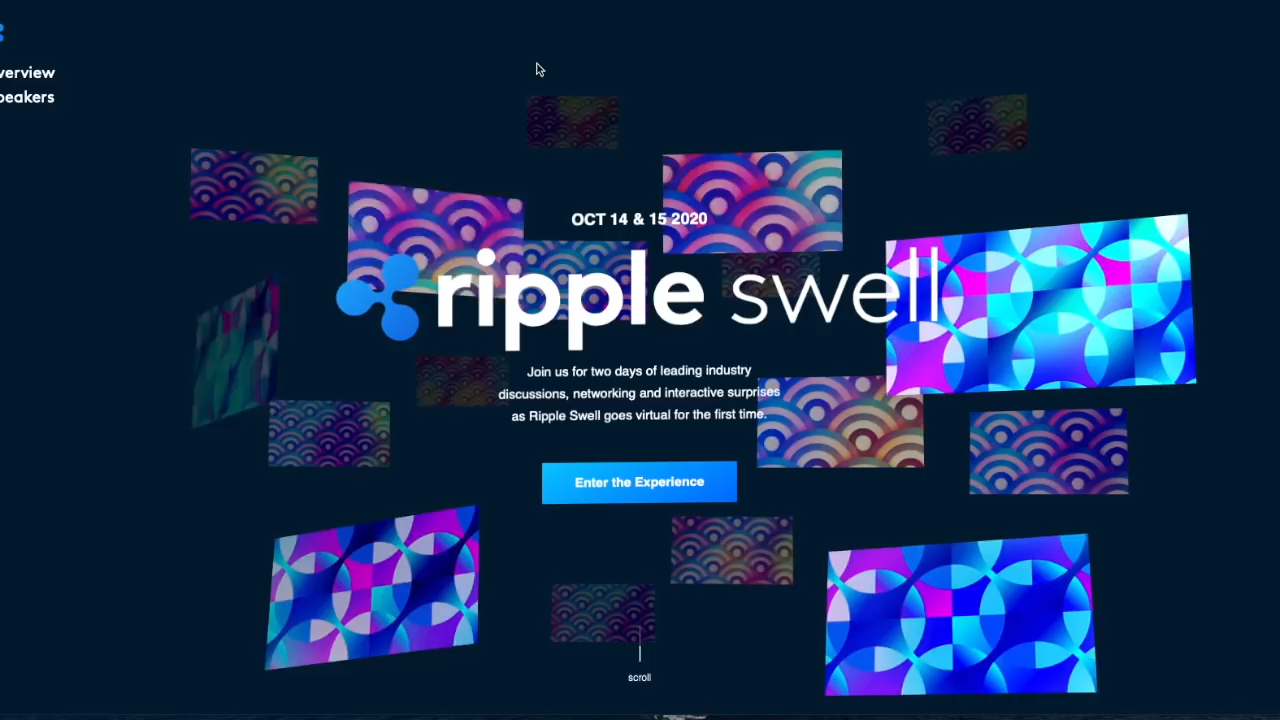 verview
peakers
OCT 14 & 15 2020
ripple swell
Join us for two days of leading industry
discussions, networking and interactive surprises
as Ripple Swell goes virtual for the first time.
Enter the Experience
scroll